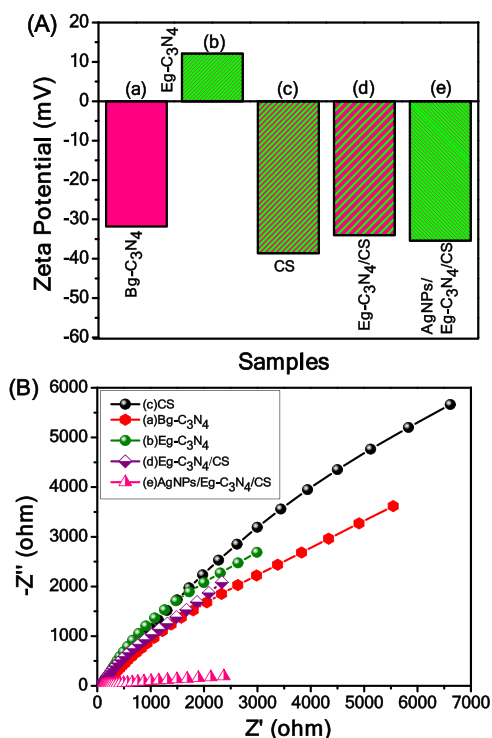 (A)
20
10
0
-10
-20
-30
-40
-50
-60
Zeta Potential (mV)
(a)
Bg-C₃N₄
Eg-C₃N₄
(b)
(c)
CS
(d)
Eg-C₃N₄/CS
(e)
AgNPs/
Eg-C₃N₄/CS
Samples
(B)
6000
5000
4000
3000
2000
1000
0
-Z'' (ohm)
(c)CS
(a)Bg-C₃N₄
(b)Eg-C₃N₄
(d)Eg-C₃N₄/CS
(e)AgNPs/Eg-C₃N₄/CS
0 1000 2000 3000 4000 5000 6000 7000
Z' (ohm)